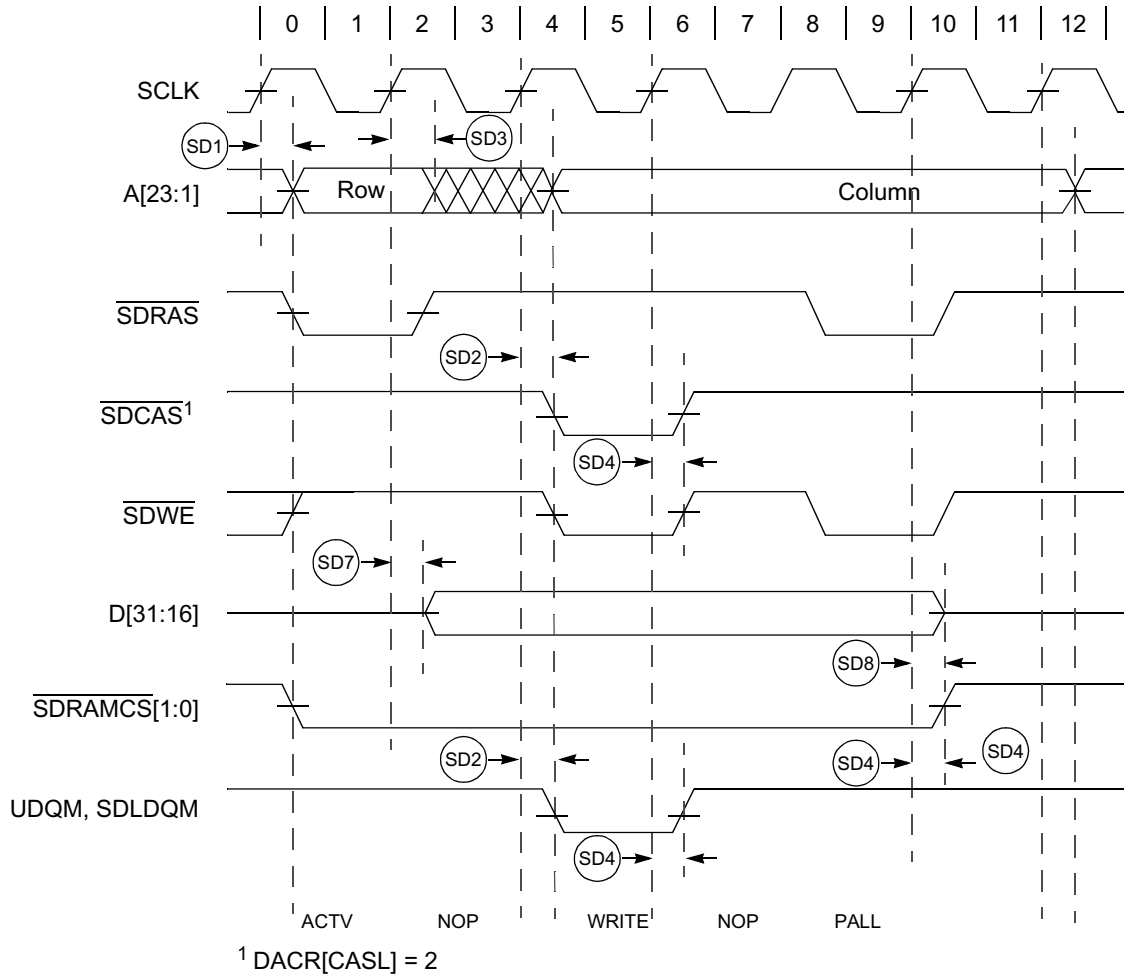 0 1 2 3 4 5 6 7 8 9 10 11 12
SCLK
SD1
SD3
A[23:1]
Row
Column
SDRAS
SD2
SDCAS1
SD4
SDWE
SD7
D[31:16]
SD8
SDRAMCS[1:0]
SD2
SD4
SD4
UDQM, SDLDQM
SD4
ACTV NOP WRITE NOP PALL
1 DACR[CASL] = 2